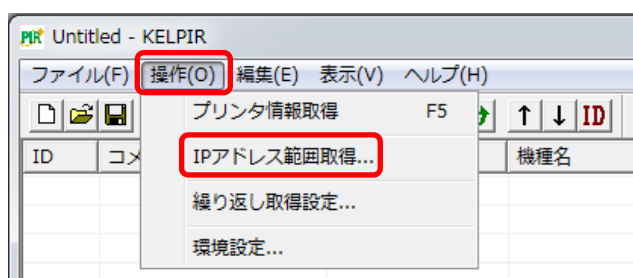 PIR Untitled - KELPIR
ファイル(F) 操作(O) 編集(E) 表示(V) ヘルプ(H)
プリンタ情報取得 F5
ID
ID コメ 機種名
IPアドレス範囲取得...
繰り返し取得設定...
環境設定...